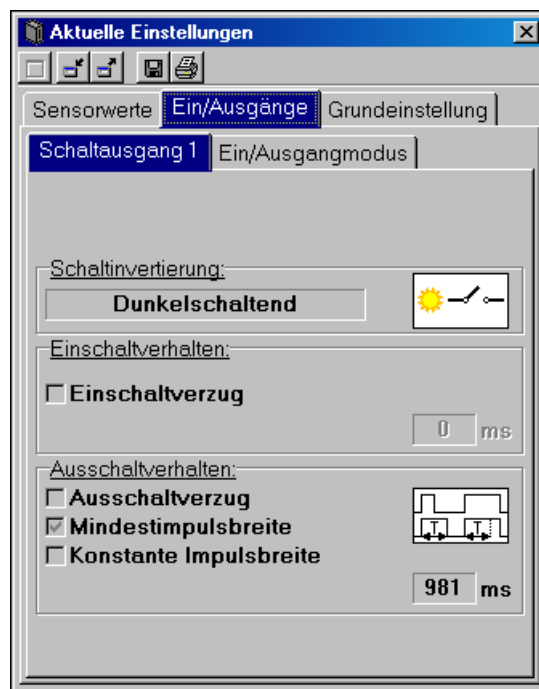 Aktuelle Einstellungen
Sensorwerte Ein/Ausgänge Grundeinstellung
Schaltausgang 1 Ein/Ausgangmodus
Schaltinvertierung:
Dunkelschaltend
Einschaltverhalten:
Einschaltverzug
0 ms
Ausschaltverhalten:
Ausschaltverzug
Mindestimpulsbreite
Konstante Impulsbreite
T T
981 ms